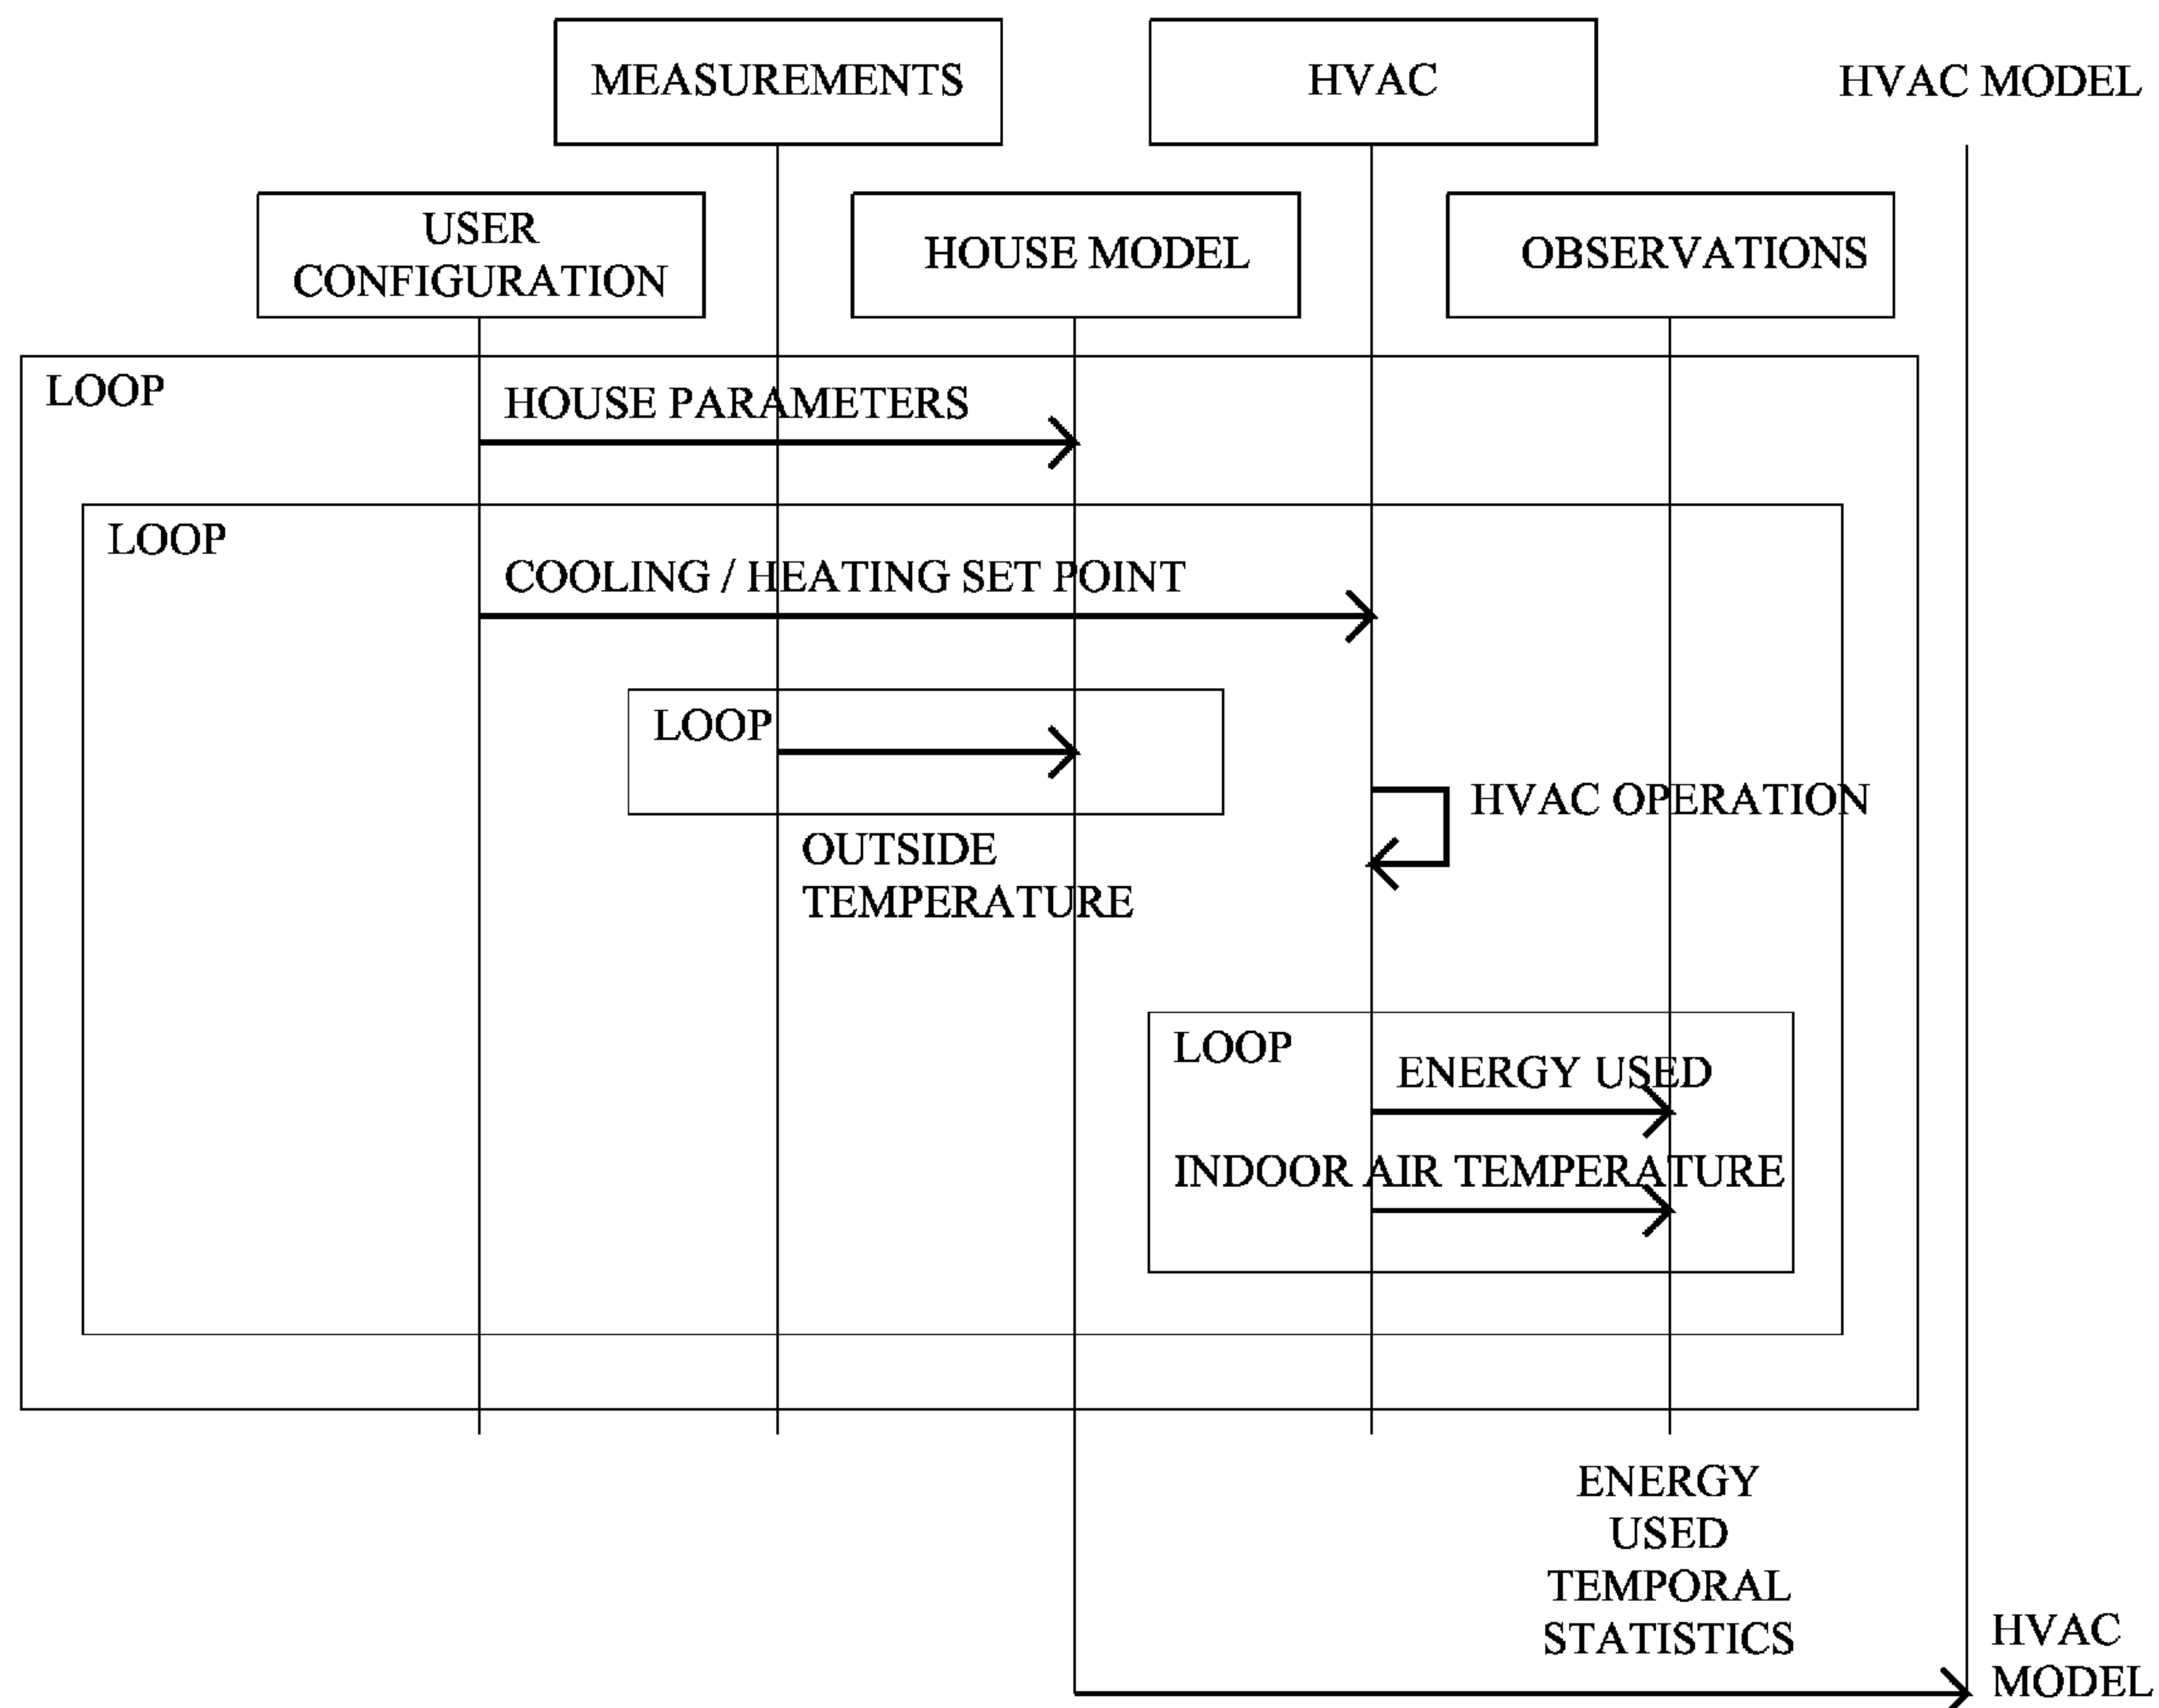 MEASUREMENTS
HVAC
HVAC MODEL
USER
CONFIGURATION
HOUSE MODEL
OBSERVATIONS
LOOP
HOUSE PARAMETERS
LOOP
COOLING / HEATING SET POINT
LOOP
HVAC OPERATION
OUTSIDE
TEMPERATURE
LOOP
ENERGY USED
INDOOR AIR TEMPERATURE
ENERGY
USED
TEMPORAL
STATISTICS
HVAC
MODEL